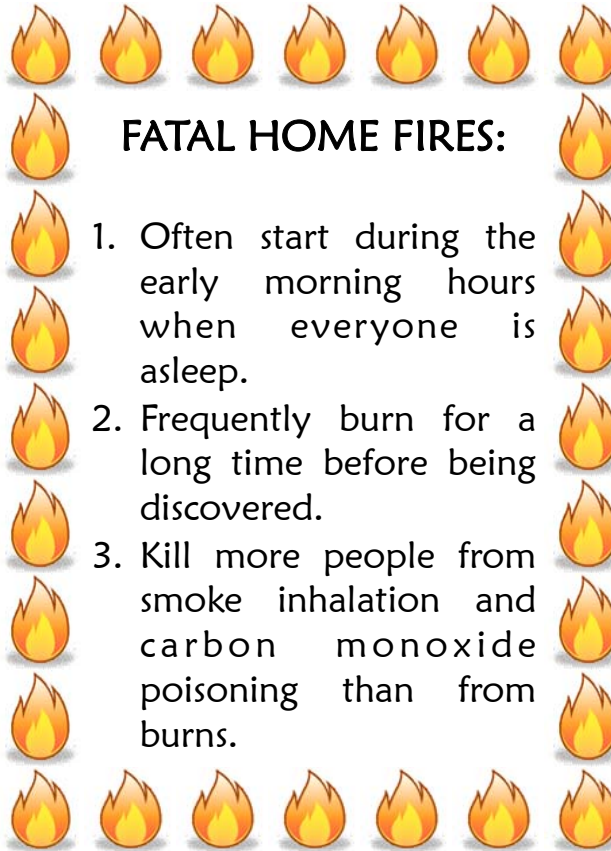 FATAL HOME FIRES:
1. Often start during the
early morning hours
when everyone is
asleep.
2. Frequently burn for a
long time before being
discovered.
3. Kill more people from
smoke inhalation and
carbon monoxide
poisoning than from
burns.